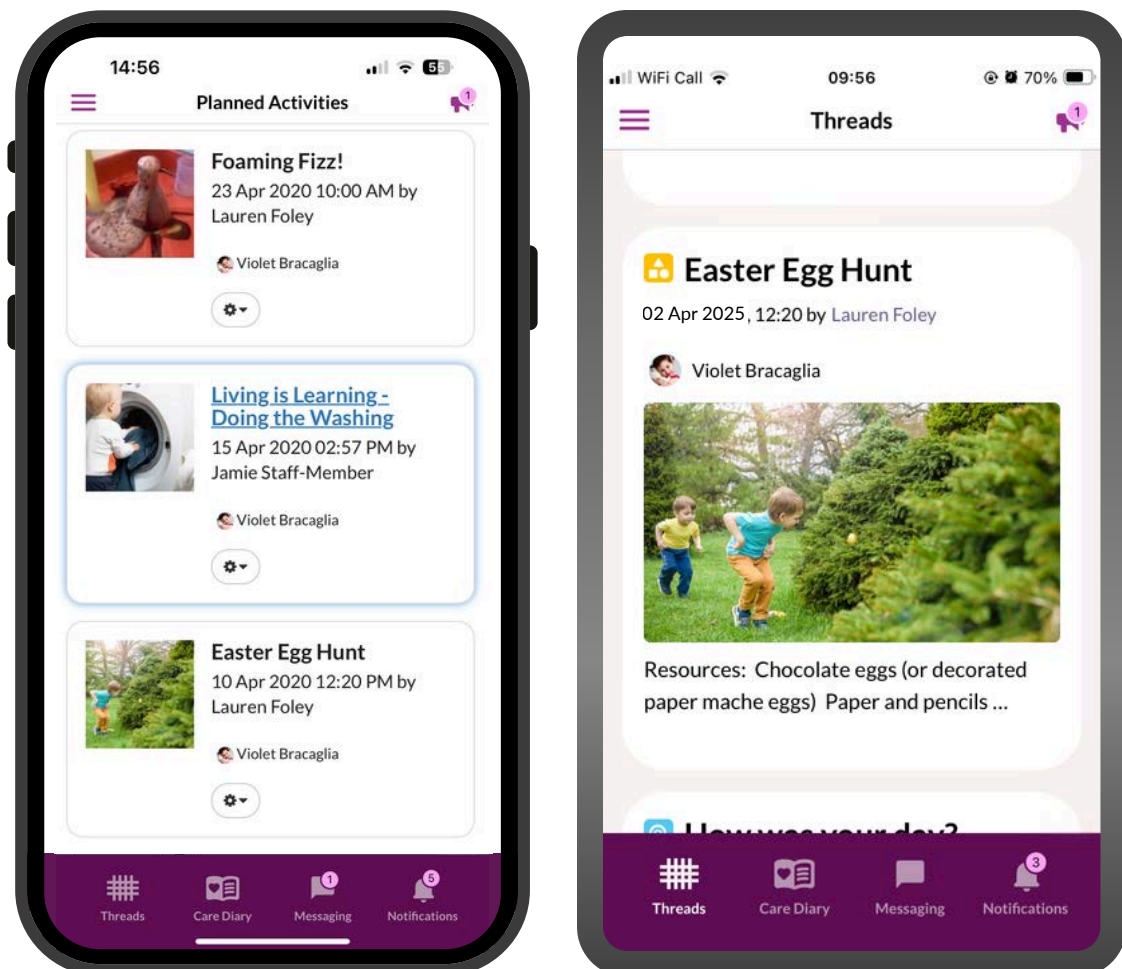 14:56
55
Planned Activities
1
Foaming Fizz!
23 Apr 2020 10:00 AM by
Lauren Foley
Violet Bracaglia
Living is Learning -
Doing the Washing
15 Apr 2020 02:57 PM by
Jamie Staff-Member
Violet Bracaglia
Easter Egg Hunt
10 Apr 2020 12:20 PM by
Lauren Foley
Violet Bracaglia
1
5
Threads Care Diary Messaging Notifications
WiFi Call 09:56 70%
Threads
1
Easter Egg Hunt
02 Apr 2025, 12:20 by Lauren Foley
Violet Bracaglia
Resources: Chocolate eggs (or decorated
paper mache eggs) Paper and pencils ...
How was your day?
3
Threads Care Diary Messaging Notifications